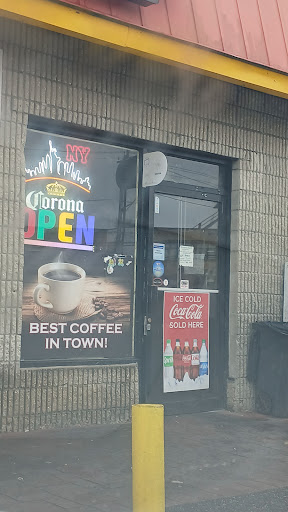 NY
Corona
OPEN
BEST COFFEE
IN TOWN!
ICE COLD
Coca-Cola
SOLD HERE